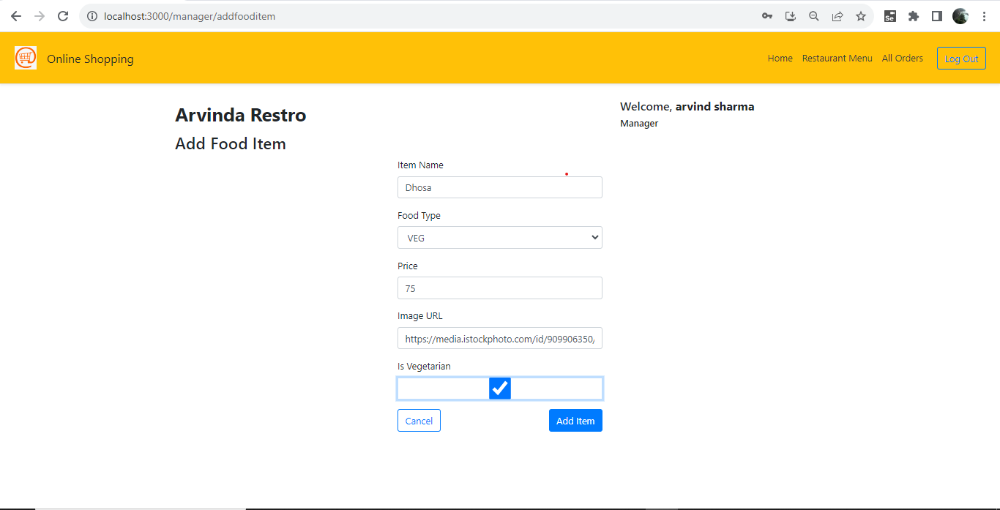 localhost:3000/manager/addfooditem
Se
Online Shopping
Home Restaurant Menu All Orders Log Out
Arvinda Restro
Welcome, arvind sharma
Manager
Add Food Item
Item Name
Dhosa
Food Type
VEG
Price
75
Image URL
https://media.istockphoto.com/id/909906350/
Is Vegetarian
Cancel Add Item